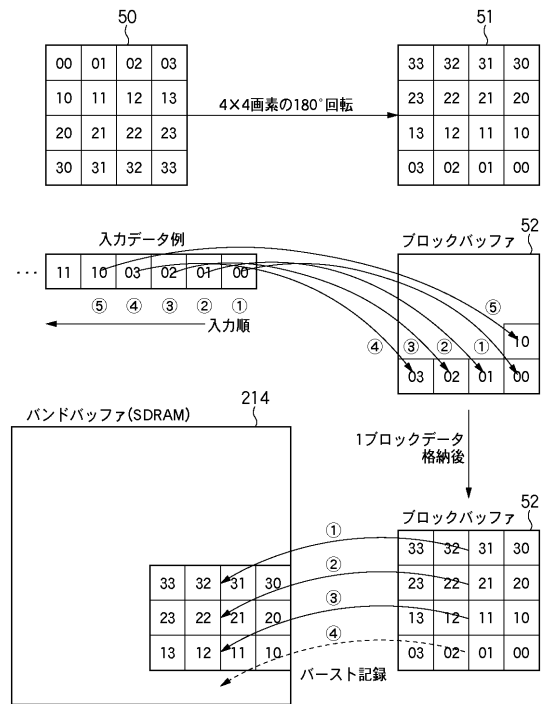 50
51
00 01 02 03
10 11 12 13
20 21 22 23
30 31 32 33
4×4画素の180°回転
33 32 31 30
23 22 21 20
13 12 11 10
03 02 01 00
入力データ例
… 11 10 03 02 01 00
⑤ ④ ③ ② ①
入力順
52
ブロックバッファ
④ ③ ② ① ⑤
10
03 02 01 00
1ブロックデータ
格納後
214
バンドバッファ(SDRAM)
33 32 31 30
23 22 21 20
13 12 11 10
①
②
③
④
バースト記録
52
ブロックバッファ
33 32 31 30
23 22 21 20
13 12 11 10
03 02 01 00